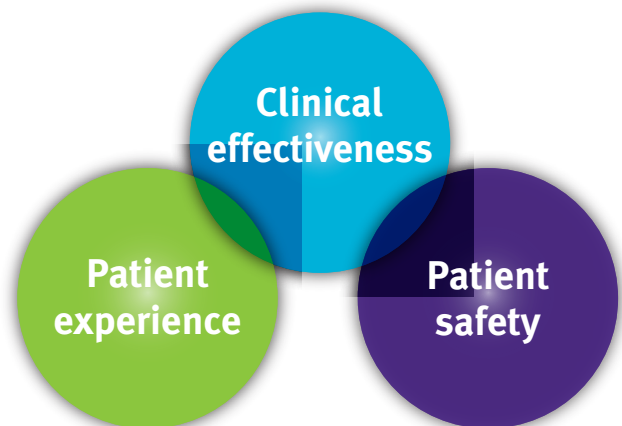 Clinical
effectiveness
Patient
experience
Patient
safety